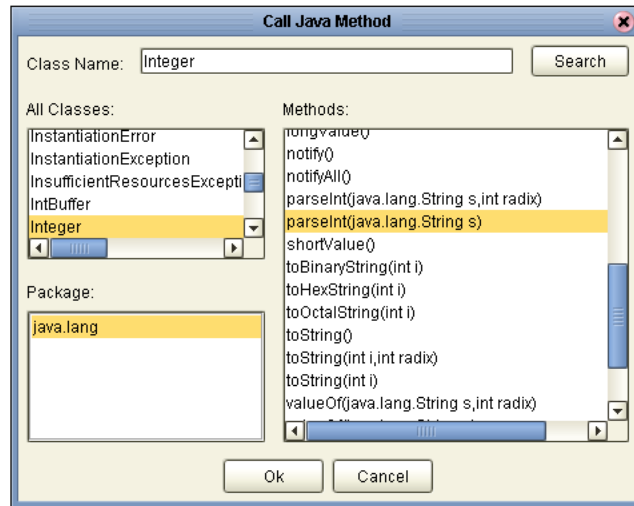 Call Java Method
Class Name: Integer Search
All Classes:
InstantiationError
InstantiationException
InsufficientResourcesExcepti
IntBuffer
Integer
Package:
java.lang
Methods:
longValue()
notify()
notifyAll()
parseInt(java.lang.String s,int radix)
parseInt(java.lang.String s)
shortValue()
toBinaryString(int i)
toHexString(int i)
toOctalString(int i)
toString()
toString(int i,int radix)
toString(int i)
valueOf(java.lang.String s,int radix)
Ok Cancel